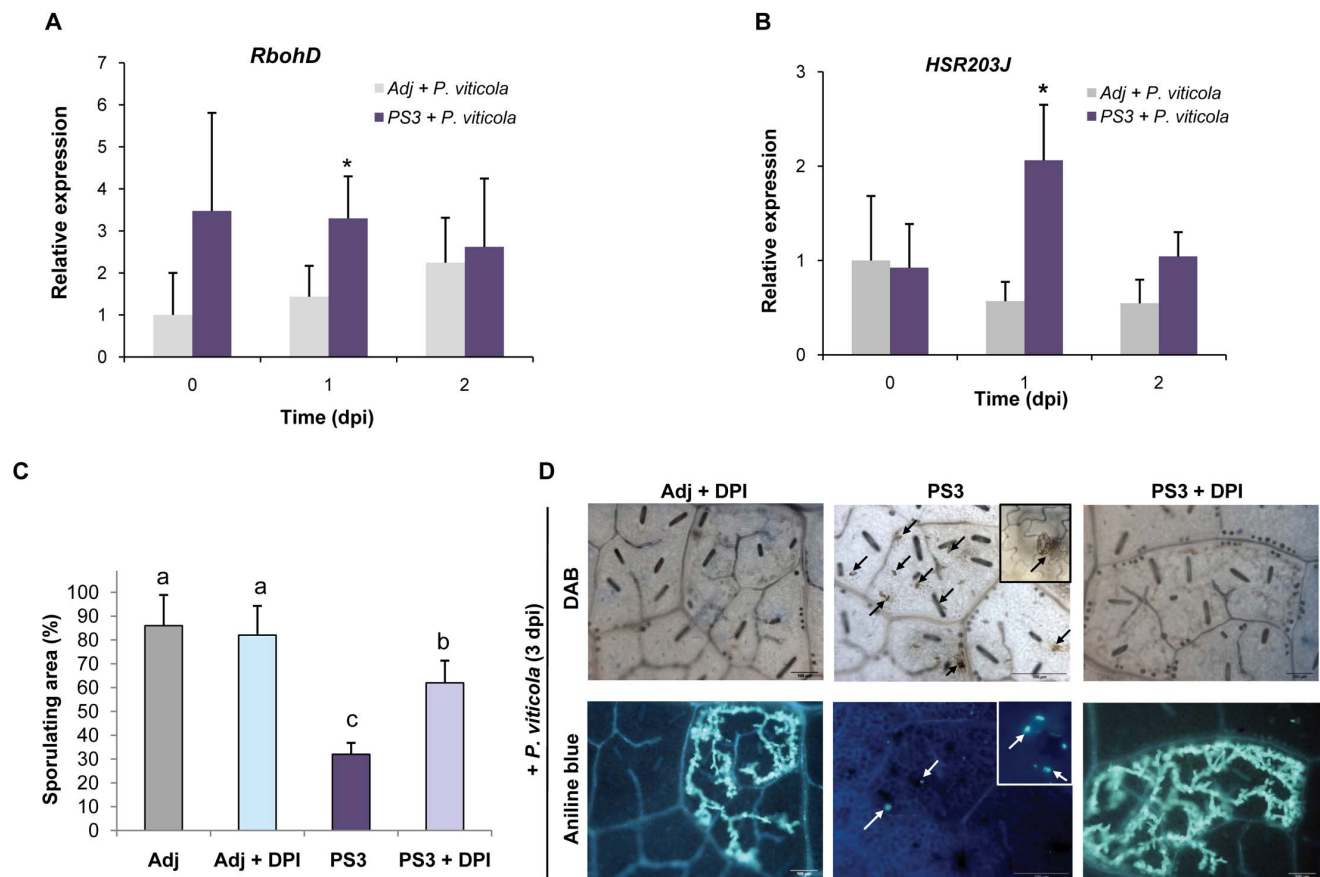 A
RbohD
Adj + P. viticola
PS3 + P. viticola
*
7
6
5
4
3
2
1
0
Relative expression
0 1 2
Time (dpi)
B
HSR203J
Adj + P. viticola
PS3 + P. viticola
*
3
2
1
0
Relative expression
0 1 2
Time (dpi)
C
a a c b
100
90
80
70
60
50
40
30
20
10
0
Sporulating area (%)
Adj Adj + DPI PS3 PS3 + DPI
D
Adj + DPI PS3 PS3 + DPI
+ P. viticola (3 dpi)
DAB
Aniline blue